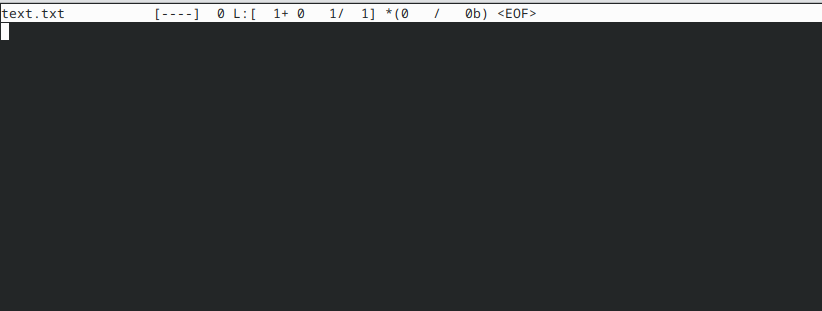 text.txt           [----]  0 L:[  1+ 0   1/  1] *(0   /   0b) <EOF>